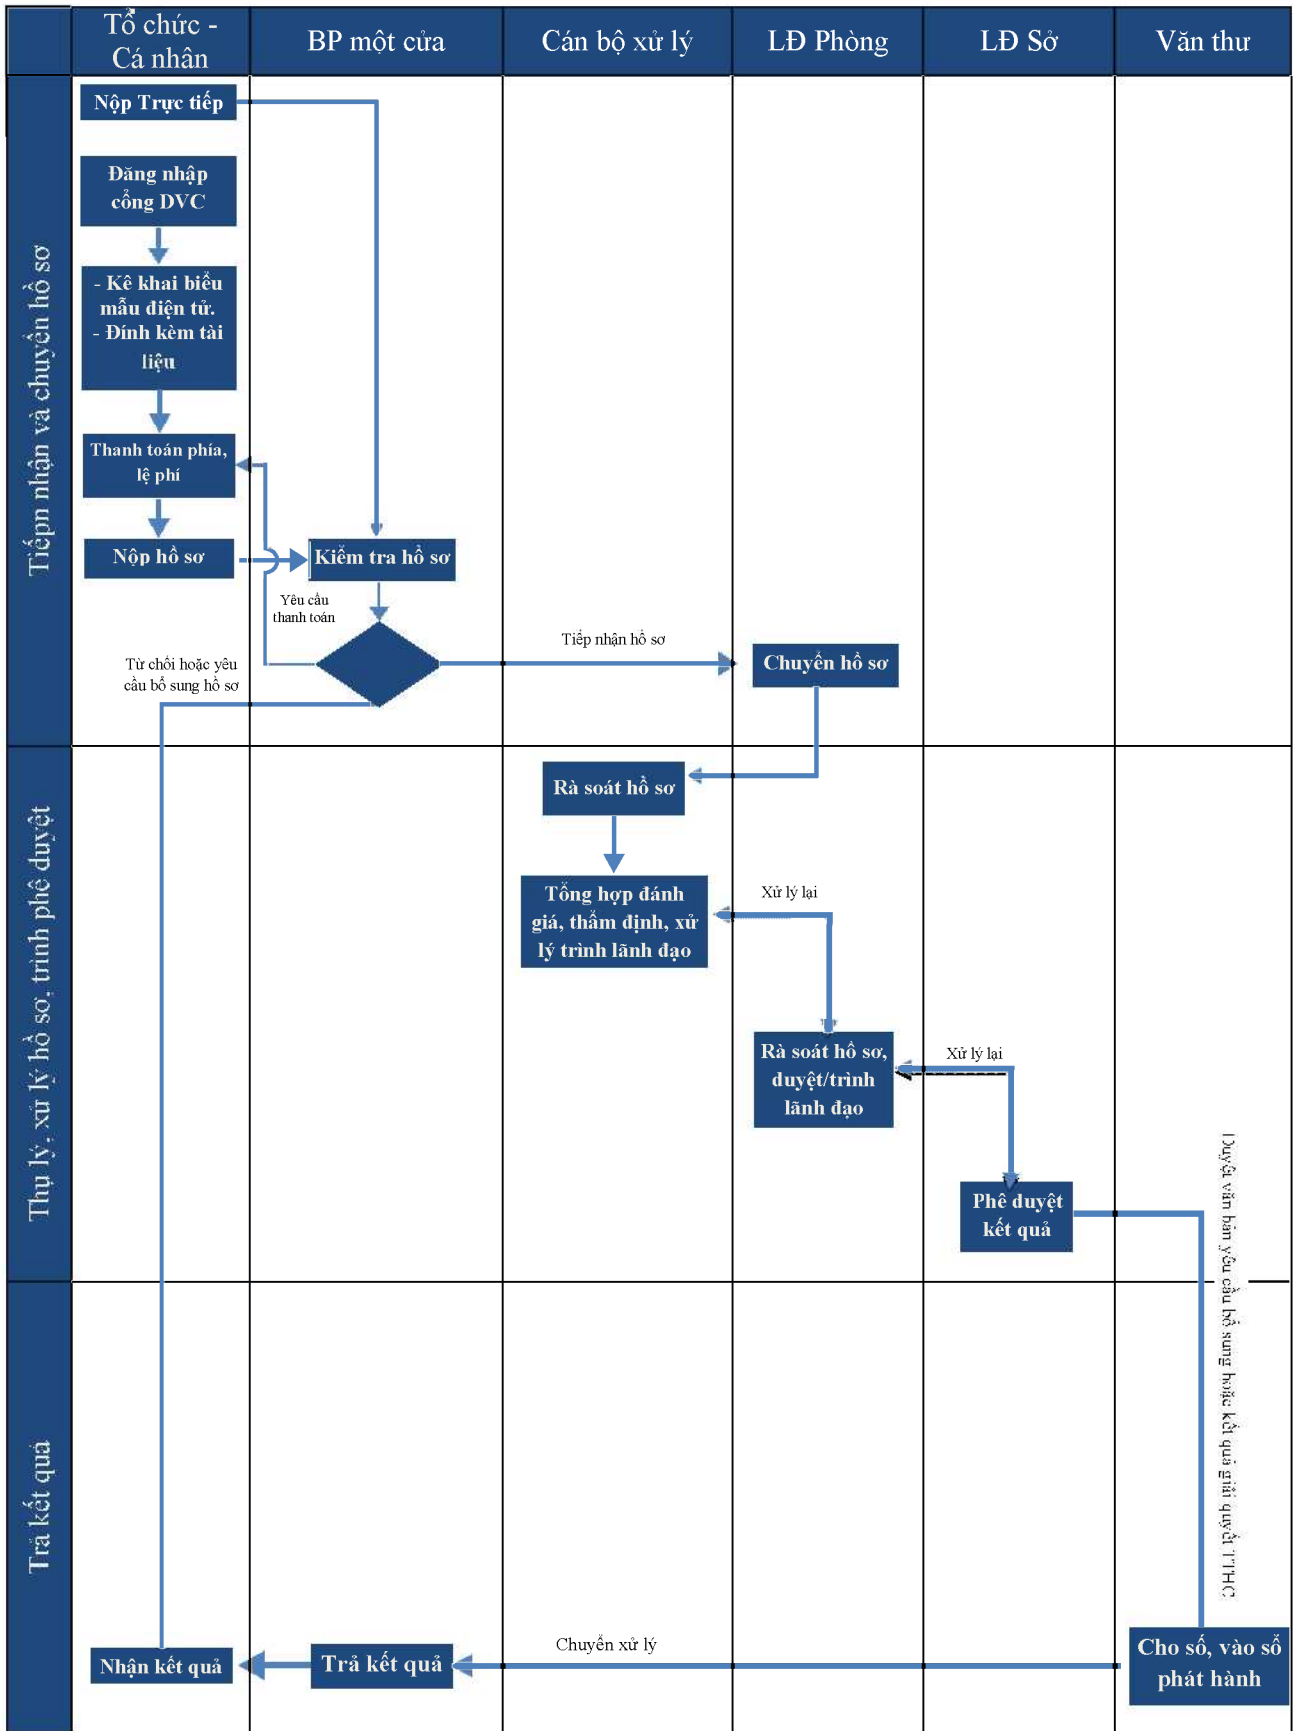 Tổ chức -
Cá nhân
BP một cửa
Cán bộ xử lý
LĐ Phòng
LĐ Sở
Văn thư
Tiếpn nhận và chuyển hồ sơ
Nộp Trực tiếp
Đăng nhập
cổng DVC
- Kê khai biểu
mẫu điện tử.
- Đính kèm tài
liệu
Thanh toán phía,
lệ phí
Nộp hồ sơ
Kiểm tra hồ sơ
Yêu cầu
thanh toán
Từ chối hoặc yêu
cầu bổ sung hồ sơ
Tiếp nhận hồ sơ
Chuyển hồ sơ
Thụ lý, xử lý hồ sơ, trình phê duyệt
Rà soát hồ sơ
Tổng hợp đánh
giá, thẩm định, xử
lý trình lãnh đạo
Xử lý lại
Rà soát hồ sơ,
duyệt/trình
lãnh đạo
Xử lý lại
Phê duyệt
kết quả
Duyệt văn bản yêu cầu bổ sung hoặc kết quả giải quyết TTHC
Trả kết quả
Nhận kết quả
Trả kết quả
Chuyển xử lý
Cho số, vào sổ
phát hành